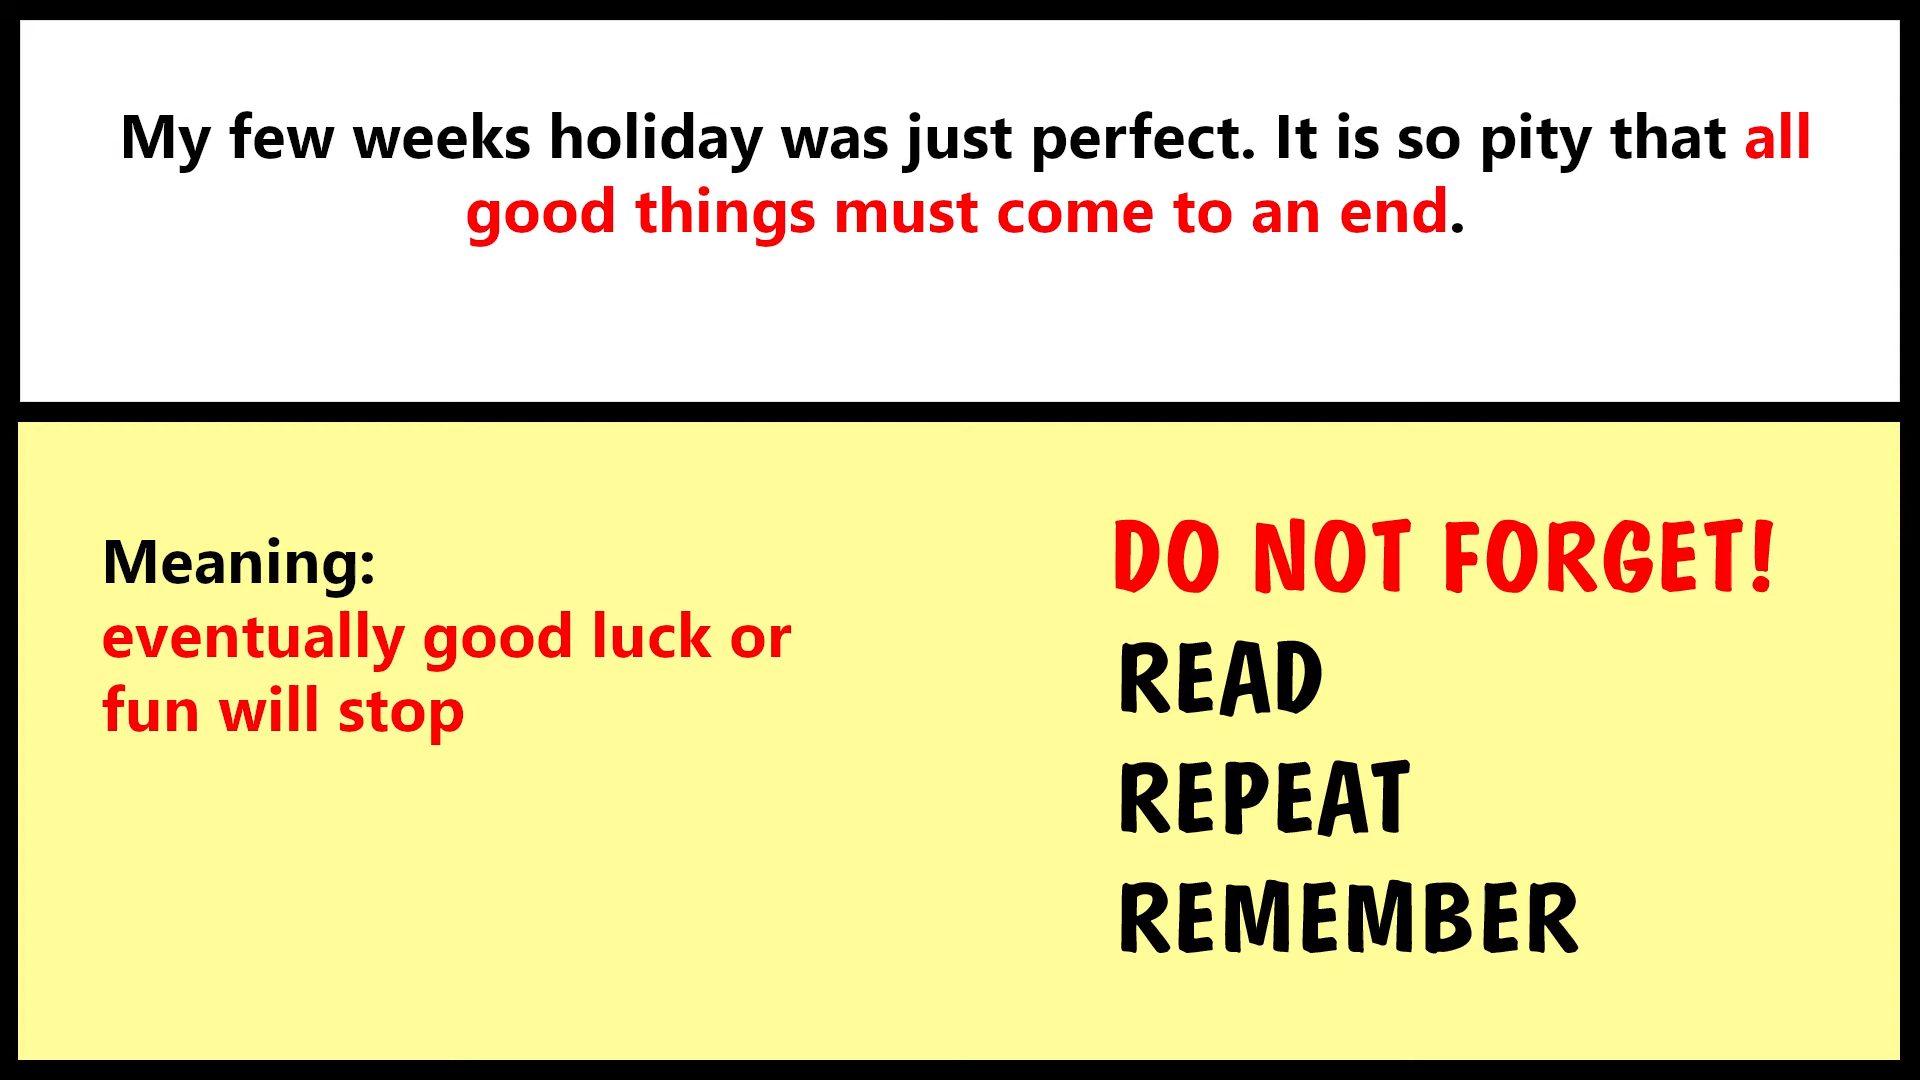 My few weeks holiday was just perfect. It is so pity that all
good things must come to an end.
Meaning:
eventually good luck or
fun will stop
DO NOT FORGET!
READ
REPEAT
REMEMBER